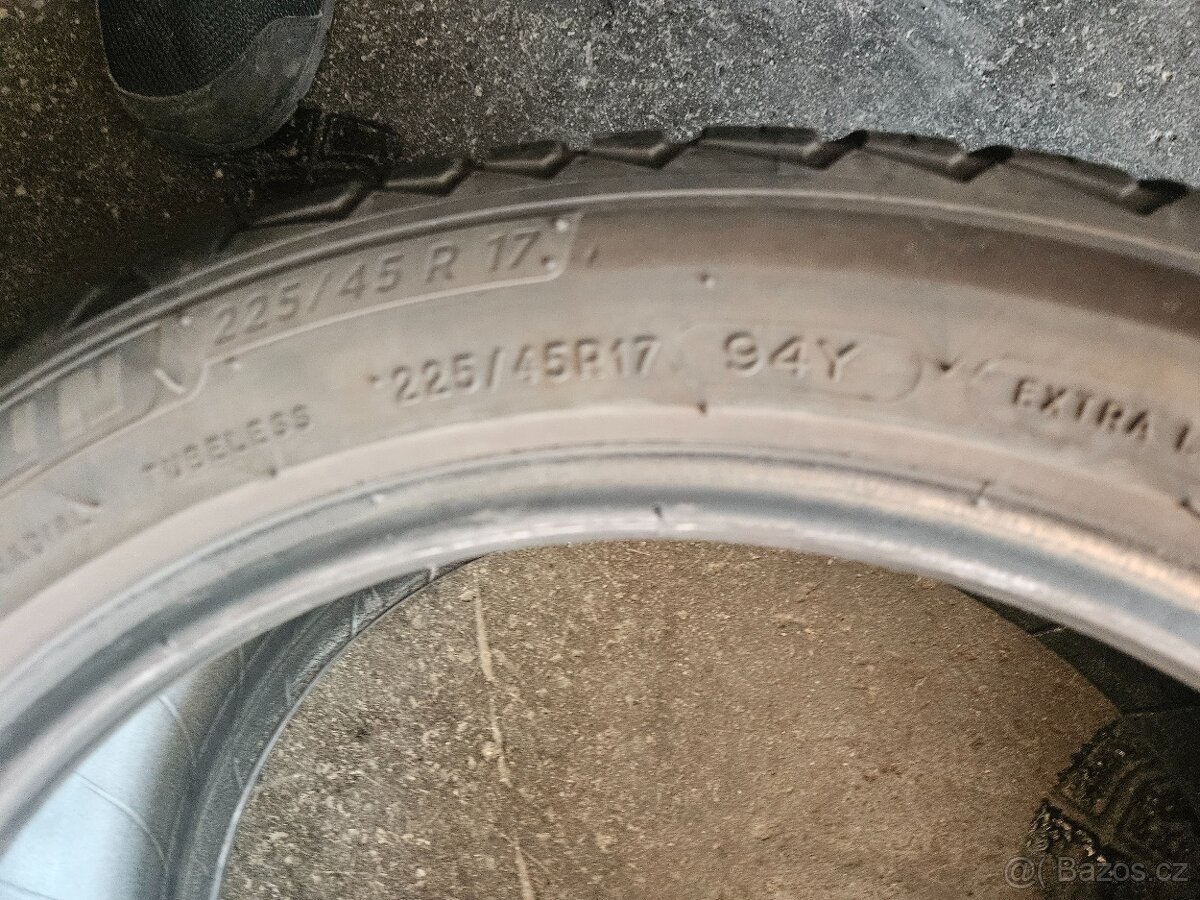 225/45 R 17
TUBELESS 225/45R17 94Y EXTRA
@( Bazos.cz